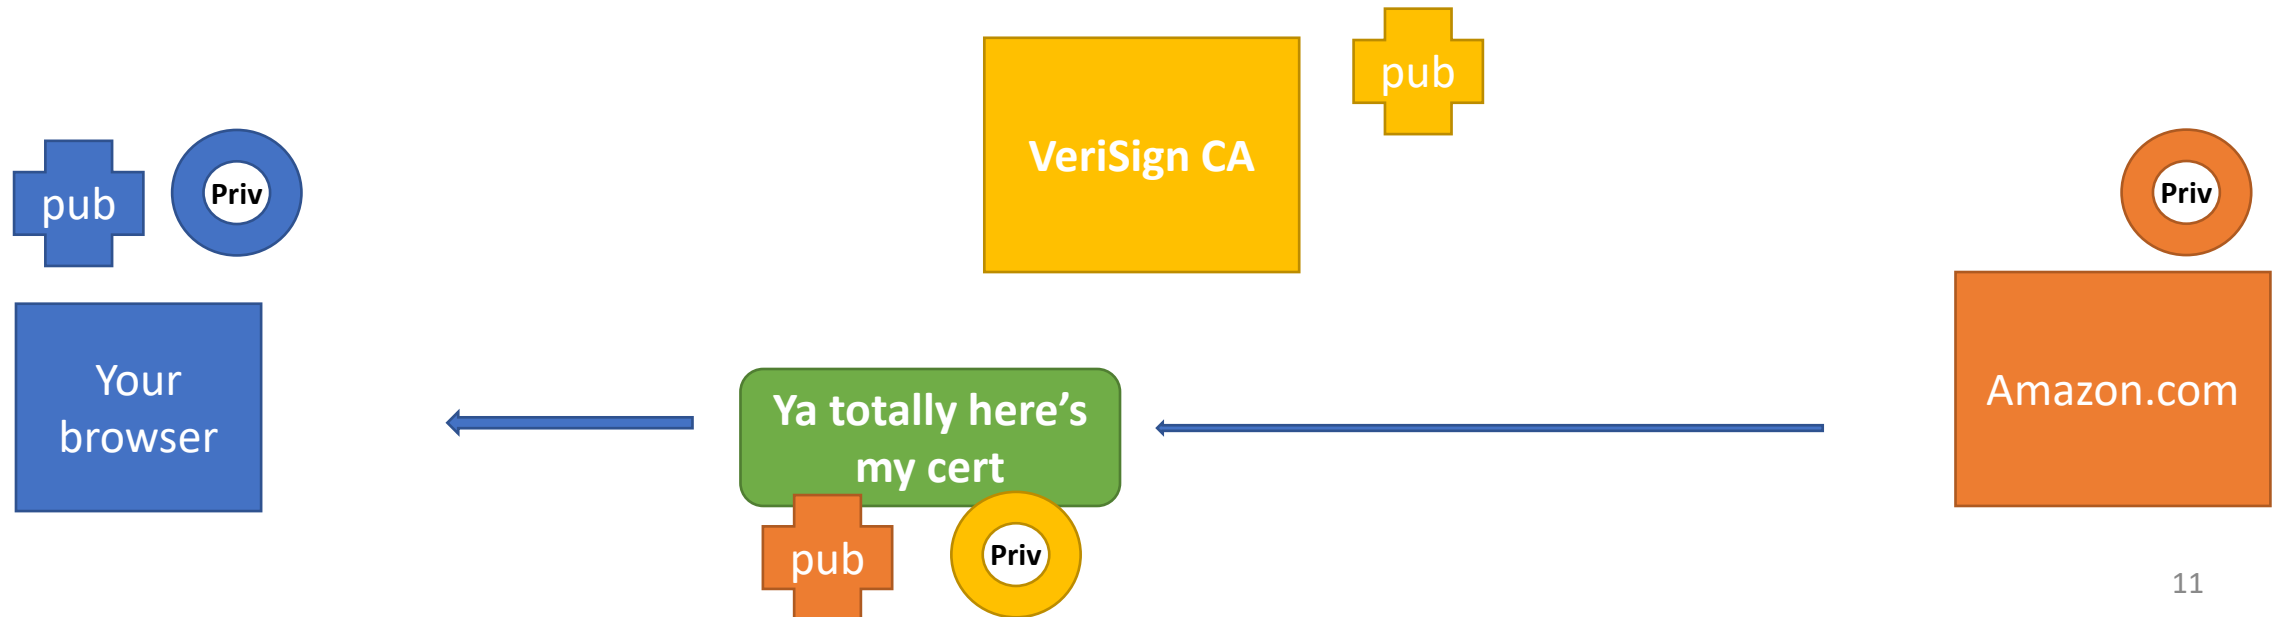 pub
VeriSign CA
pub
Priv
Priv
Your
browser
Ya totally here’s
my cert
Amazon.com
pub
Priv
11